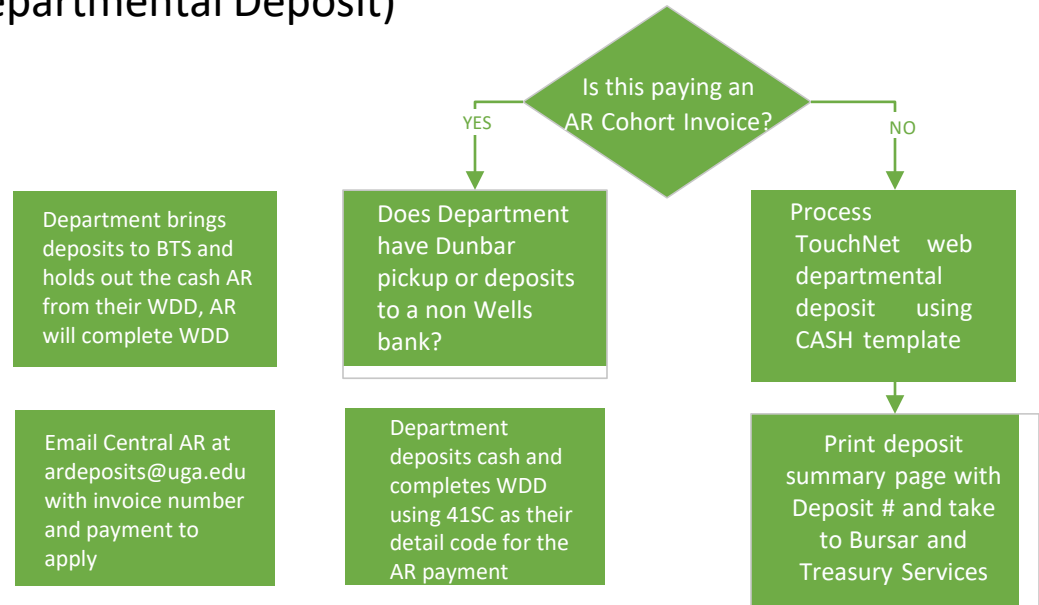 epartmental Deposit)
Is this paying an
AR Cohort Invoice?
YES
NO
Department brings
deposits to BTS and
holds out the cash AR
from their WDD, AR
will complete WDD
Does Department
have Dunbar
pickup or deposits
to a non Wells
bank?
Process
TouchNet web
departmental
deposit using
CASH template
Email Central AR at
ardeposits@uga.edu
with invoice number
and payment to
apply
Department
deposits cash and
completes WDD
using 41SC as their
detail code for the
AR payment
Print deposit
summary page with
Deposit # and take
to Bursar and
Treasury Services